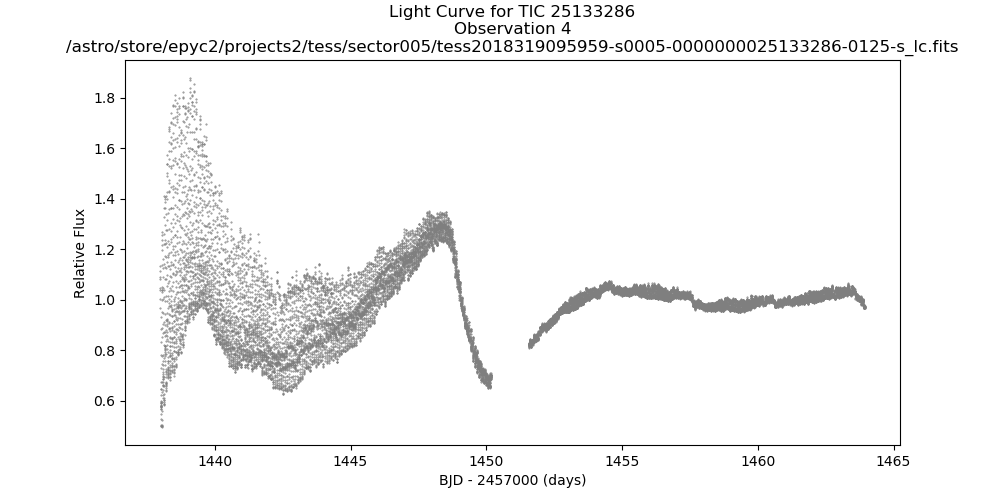 Light Curve for TIC 25133286
Observation 4
/astro/store/epyc2/projects2/tess/sector005/tess2018319095959-s0005-0000000025133286-0125-s_lc.fits
1.8
1.6
1.4
1.2
1.0
0.8
0.6
Relative Flux
1440
1445
1450
1455
1460
1465
BJD - 2457000 (days)